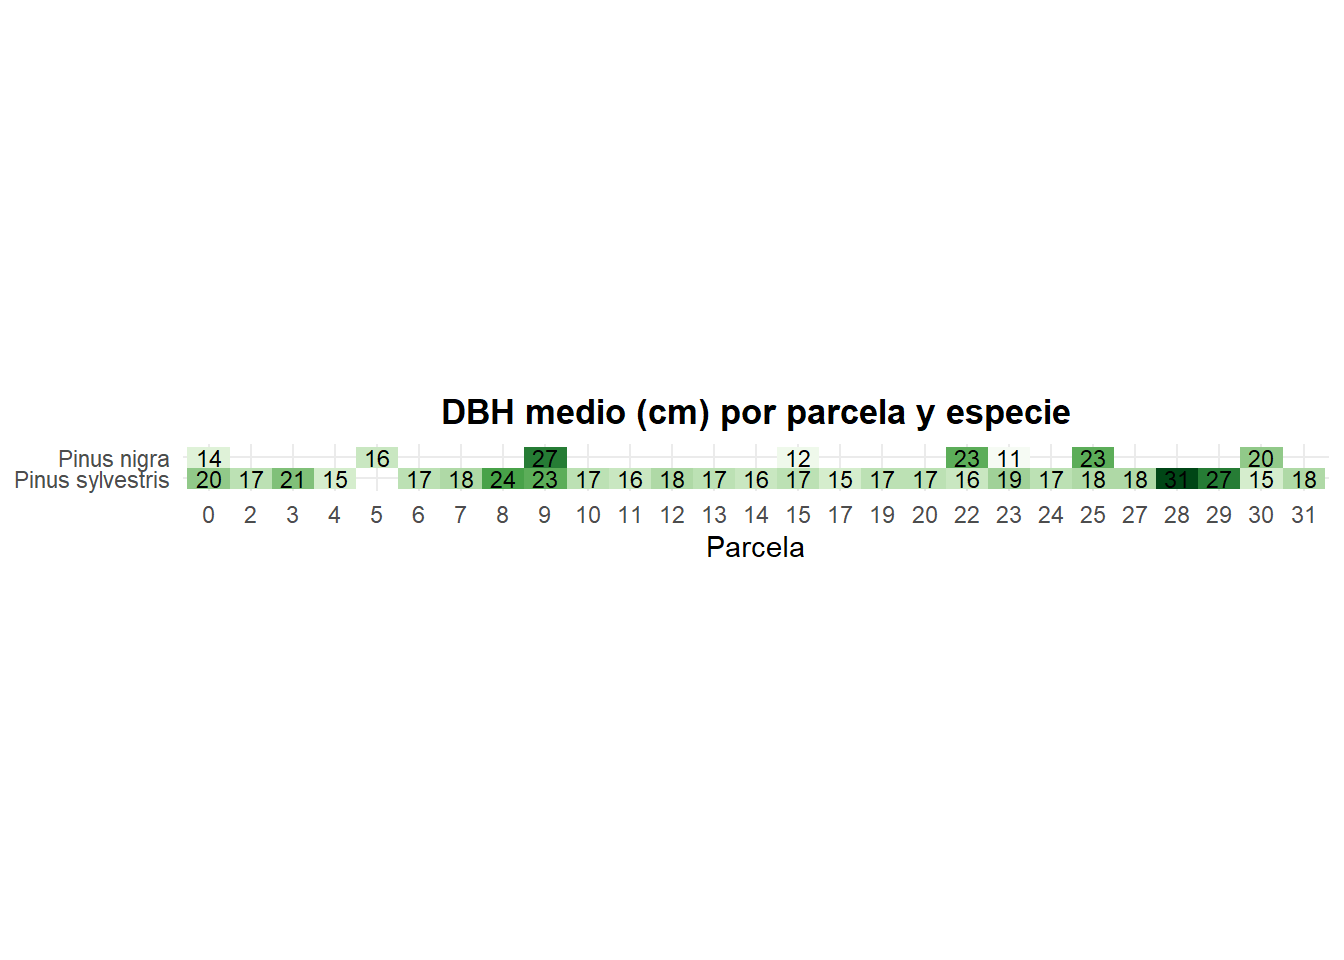 DBH medio (cm) por parcela y especie
Pinus nigra 14 16 27 12 23 11 23 20
Pinus sylvestris 20 17 21 15 17 18 24 23 17 16 18 17 16 17 15 17 17 16 19 17 18 18 31 27 15 18
0 2 3 4 5 6 7 8 9 10 11 12 13 14 15 17 19 20 22 23 24 25 27 28 29 30 31
Parcela